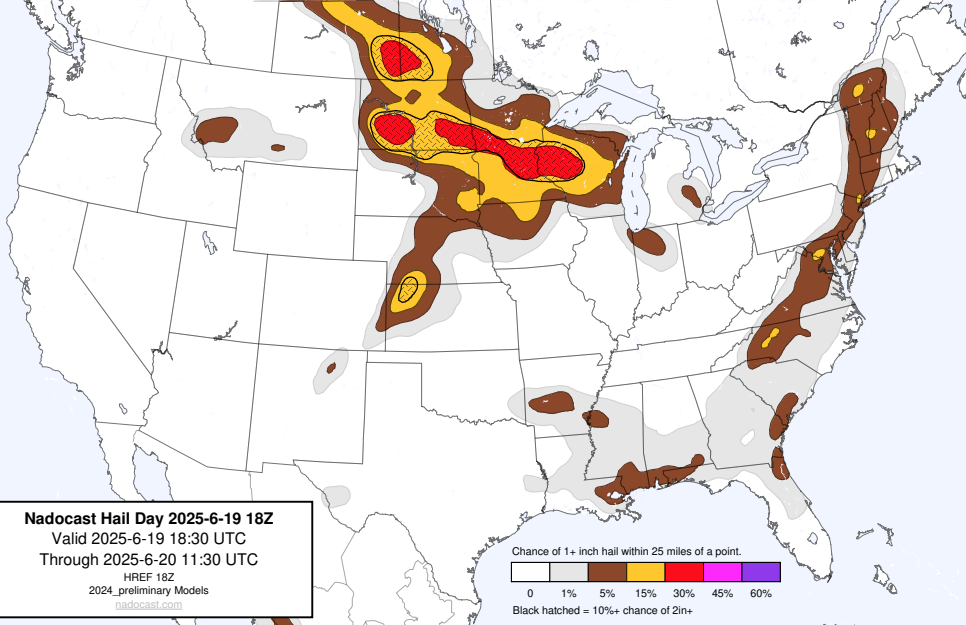 Nadocast Hail Day 2025-6-19 18Z
Valid 2025-6-19 18:30 UTC
Through 2025-6-20 11:30 UTC
HREF 18Z
2024_preliminary Models
nadocast.com
Chance of 1+ inch hail within 25 miles of a point.
0 1% 5% 15% 30% 45% 60%
Black hatched = 10%+ chance of 2in+